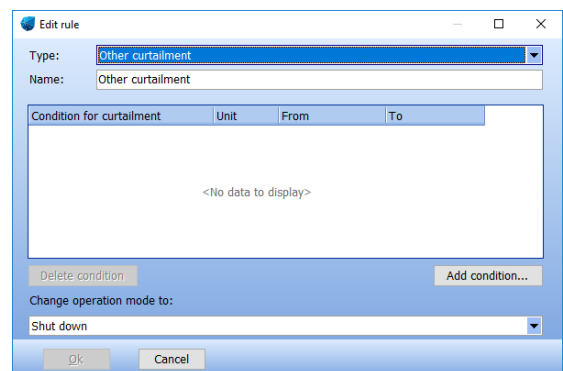 Edit rule
Type: Other curtailment
Name: Other curtailment
Condition for curtailment Unit From To
<No data to display>
Delete condition Add condition...
Change operation mode to:
Shut down
Ok Cancel